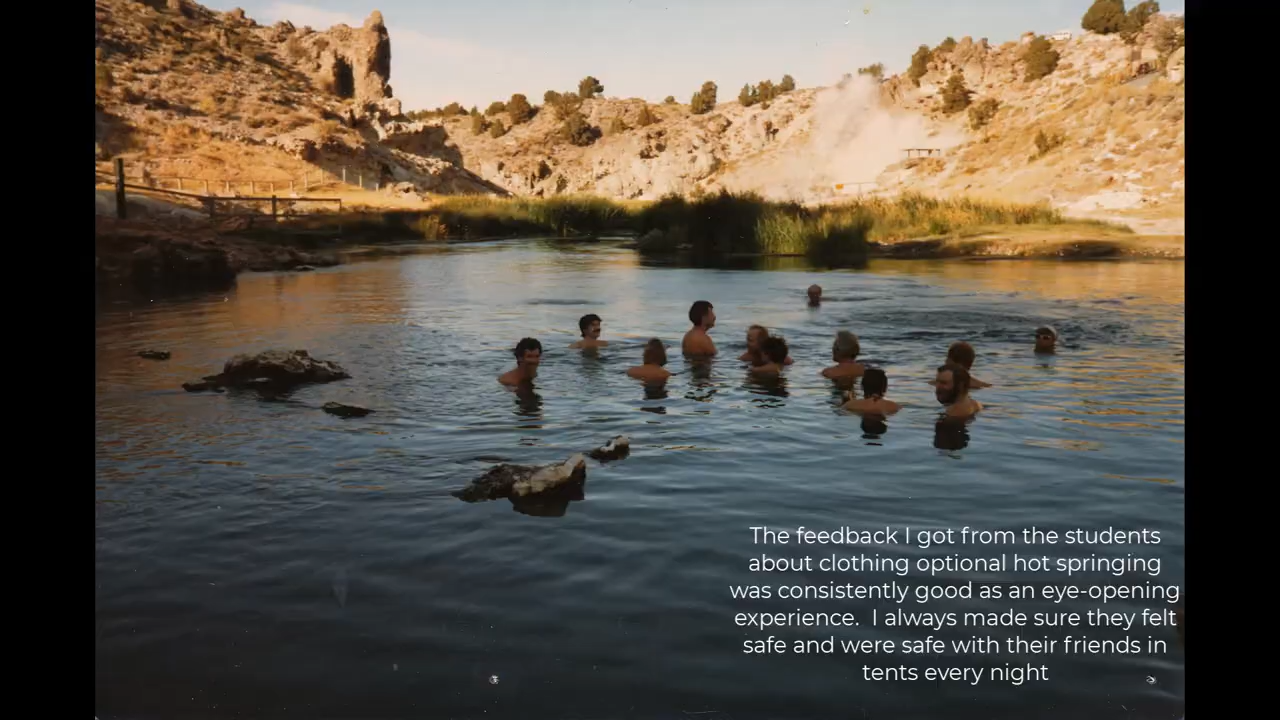 The feedback I got from the students
about clothing optional hot springing
was consistently good as an eye-opening
experience.  I always made sure they felt
safe and were safe with their friends in
tents every night